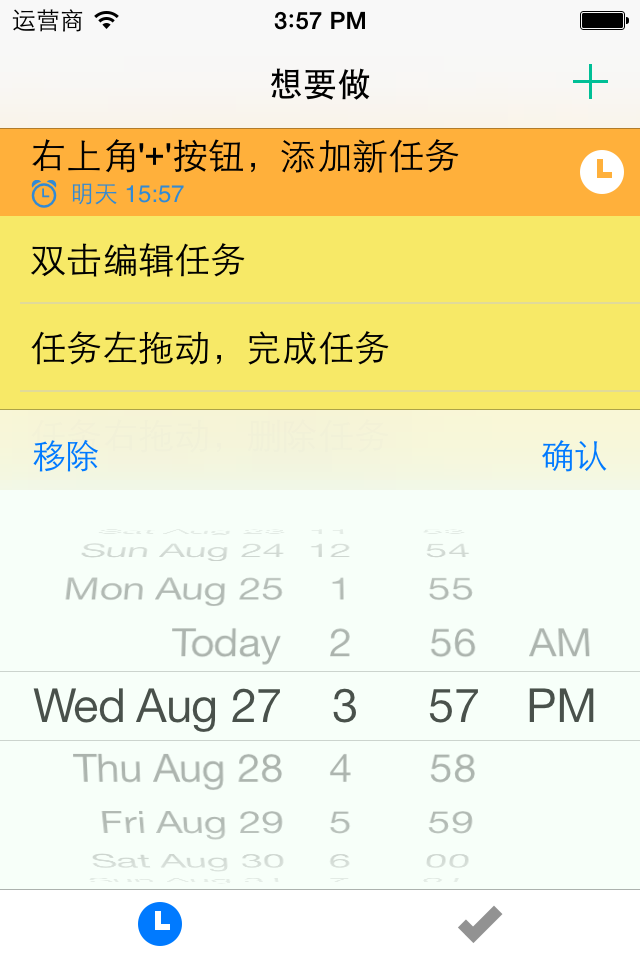 运营商 3:57 PM
想要做
右上角'+'按钮，添加新任务
明天 15:57
双击编辑任务
任务左拖动，完成任务
任务右拖动，删除任务
移除 确认
Sun Aug 24 12 54
Mon Aug 25 1 55
Today 2 56 AM
Wed Aug 27 3 57 PM
Thu Aug 28 4 58
Fri Aug 29 5 59
Sat Aug 30 6 00